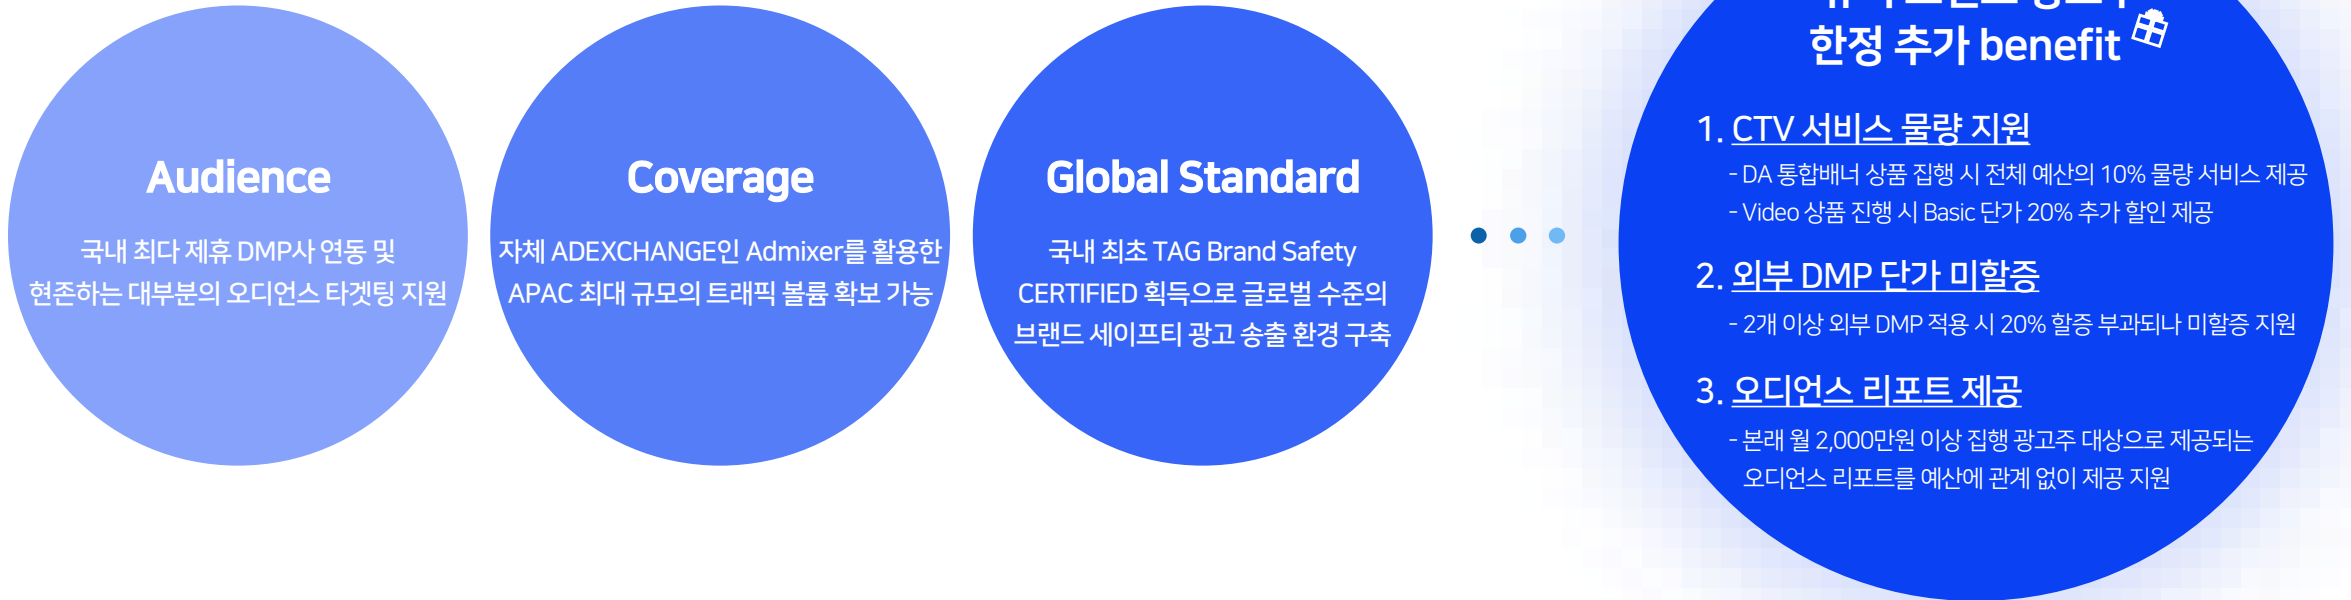 Audience
국내 최다 제휴 DMP사 연동 및
현존하는 대부분의 오디언스 타겟팅 지원
Coverage
자체 ADEXCHANGE인 Admixer를 활용한
APAC 최대 규모의 트래픽 볼륨 확보 가능
Global Standard
국내 최초 TAG Brand Safety
CERTIFIED 획득으로 글로벌 수준의
브랜드 세이프티 광고 송출 환경 구축
한정 추가 benefit
1. CTV 서비스 물량 지원
- DA 통합배너 상품 집행 시 전체 예산의 10% 물량 서비스 제공
- Video 상품 진행 시 Basic 단가 20% 추가 할인 제공
2. 외부 DMP 단가 미할증
- 2개 이상 외부 DMP 적용 시 20% 할증 부과되나 미할증 지원
3. 오디언스 리포트 제공
- 본래 월 2,000만원 이상 집행 광고주 대상으로 제공되는
오디언스 리포트를 예산에 관계 없이 제공 지원